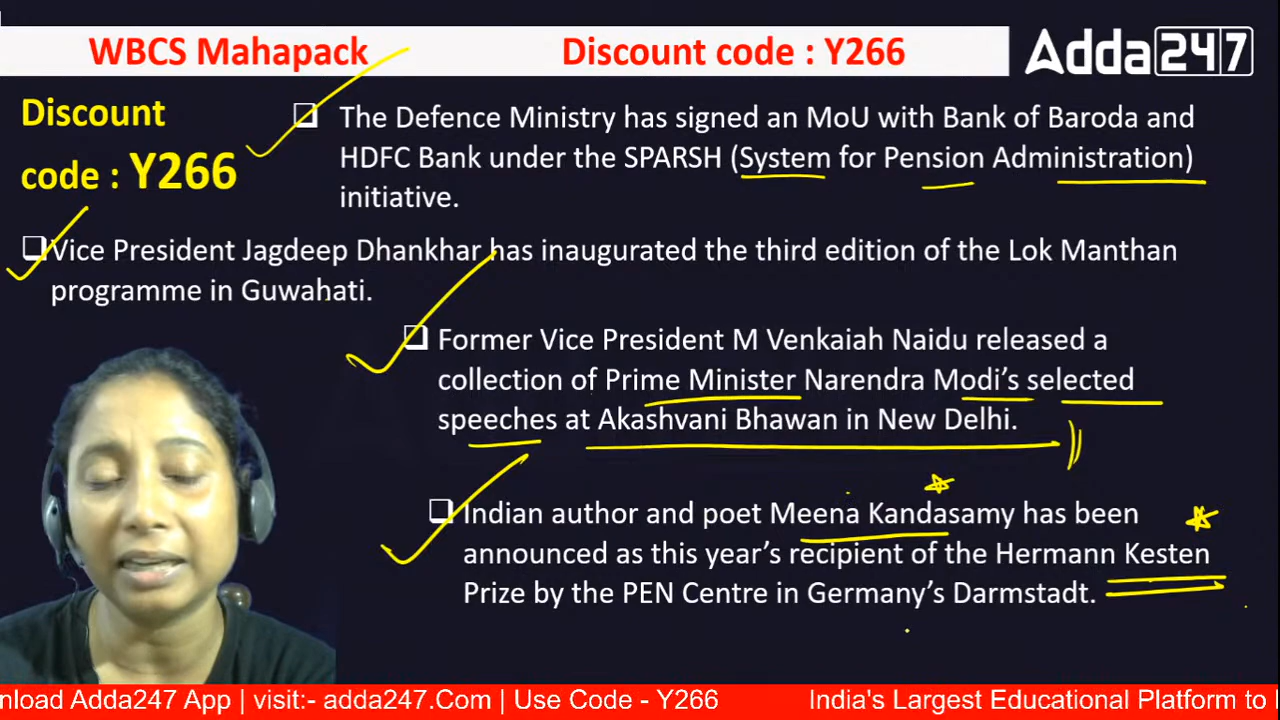 WBCS Mahapack
Discount code : Y266
Adda247
Discount
code : Y266
The Defence Ministry has signed an MoU with Bank of Baroda and
HDFC Bank under the SPARSH (System for Pension Administration)
initiative.
Vice President Jagdeep Dhankhar has inaugurated the third edition of the Lok Manthan
programme in Guwahati.
Former Vice President M Venkaiah Naidu released a
collection of Prime Minister Narendra Modi's selected
speeches at Akashvani Bhawan in New Delhi.
Indian author and poet Meena Kandasamy has been
announced as this year's recipient of the Hermann Kesten
Prize by the PEN Centre in Germany's Darmstadt.
nload Adda247 App | visit:- adda247.Com | Use Code - Y266 India's Largest Educational Platform to